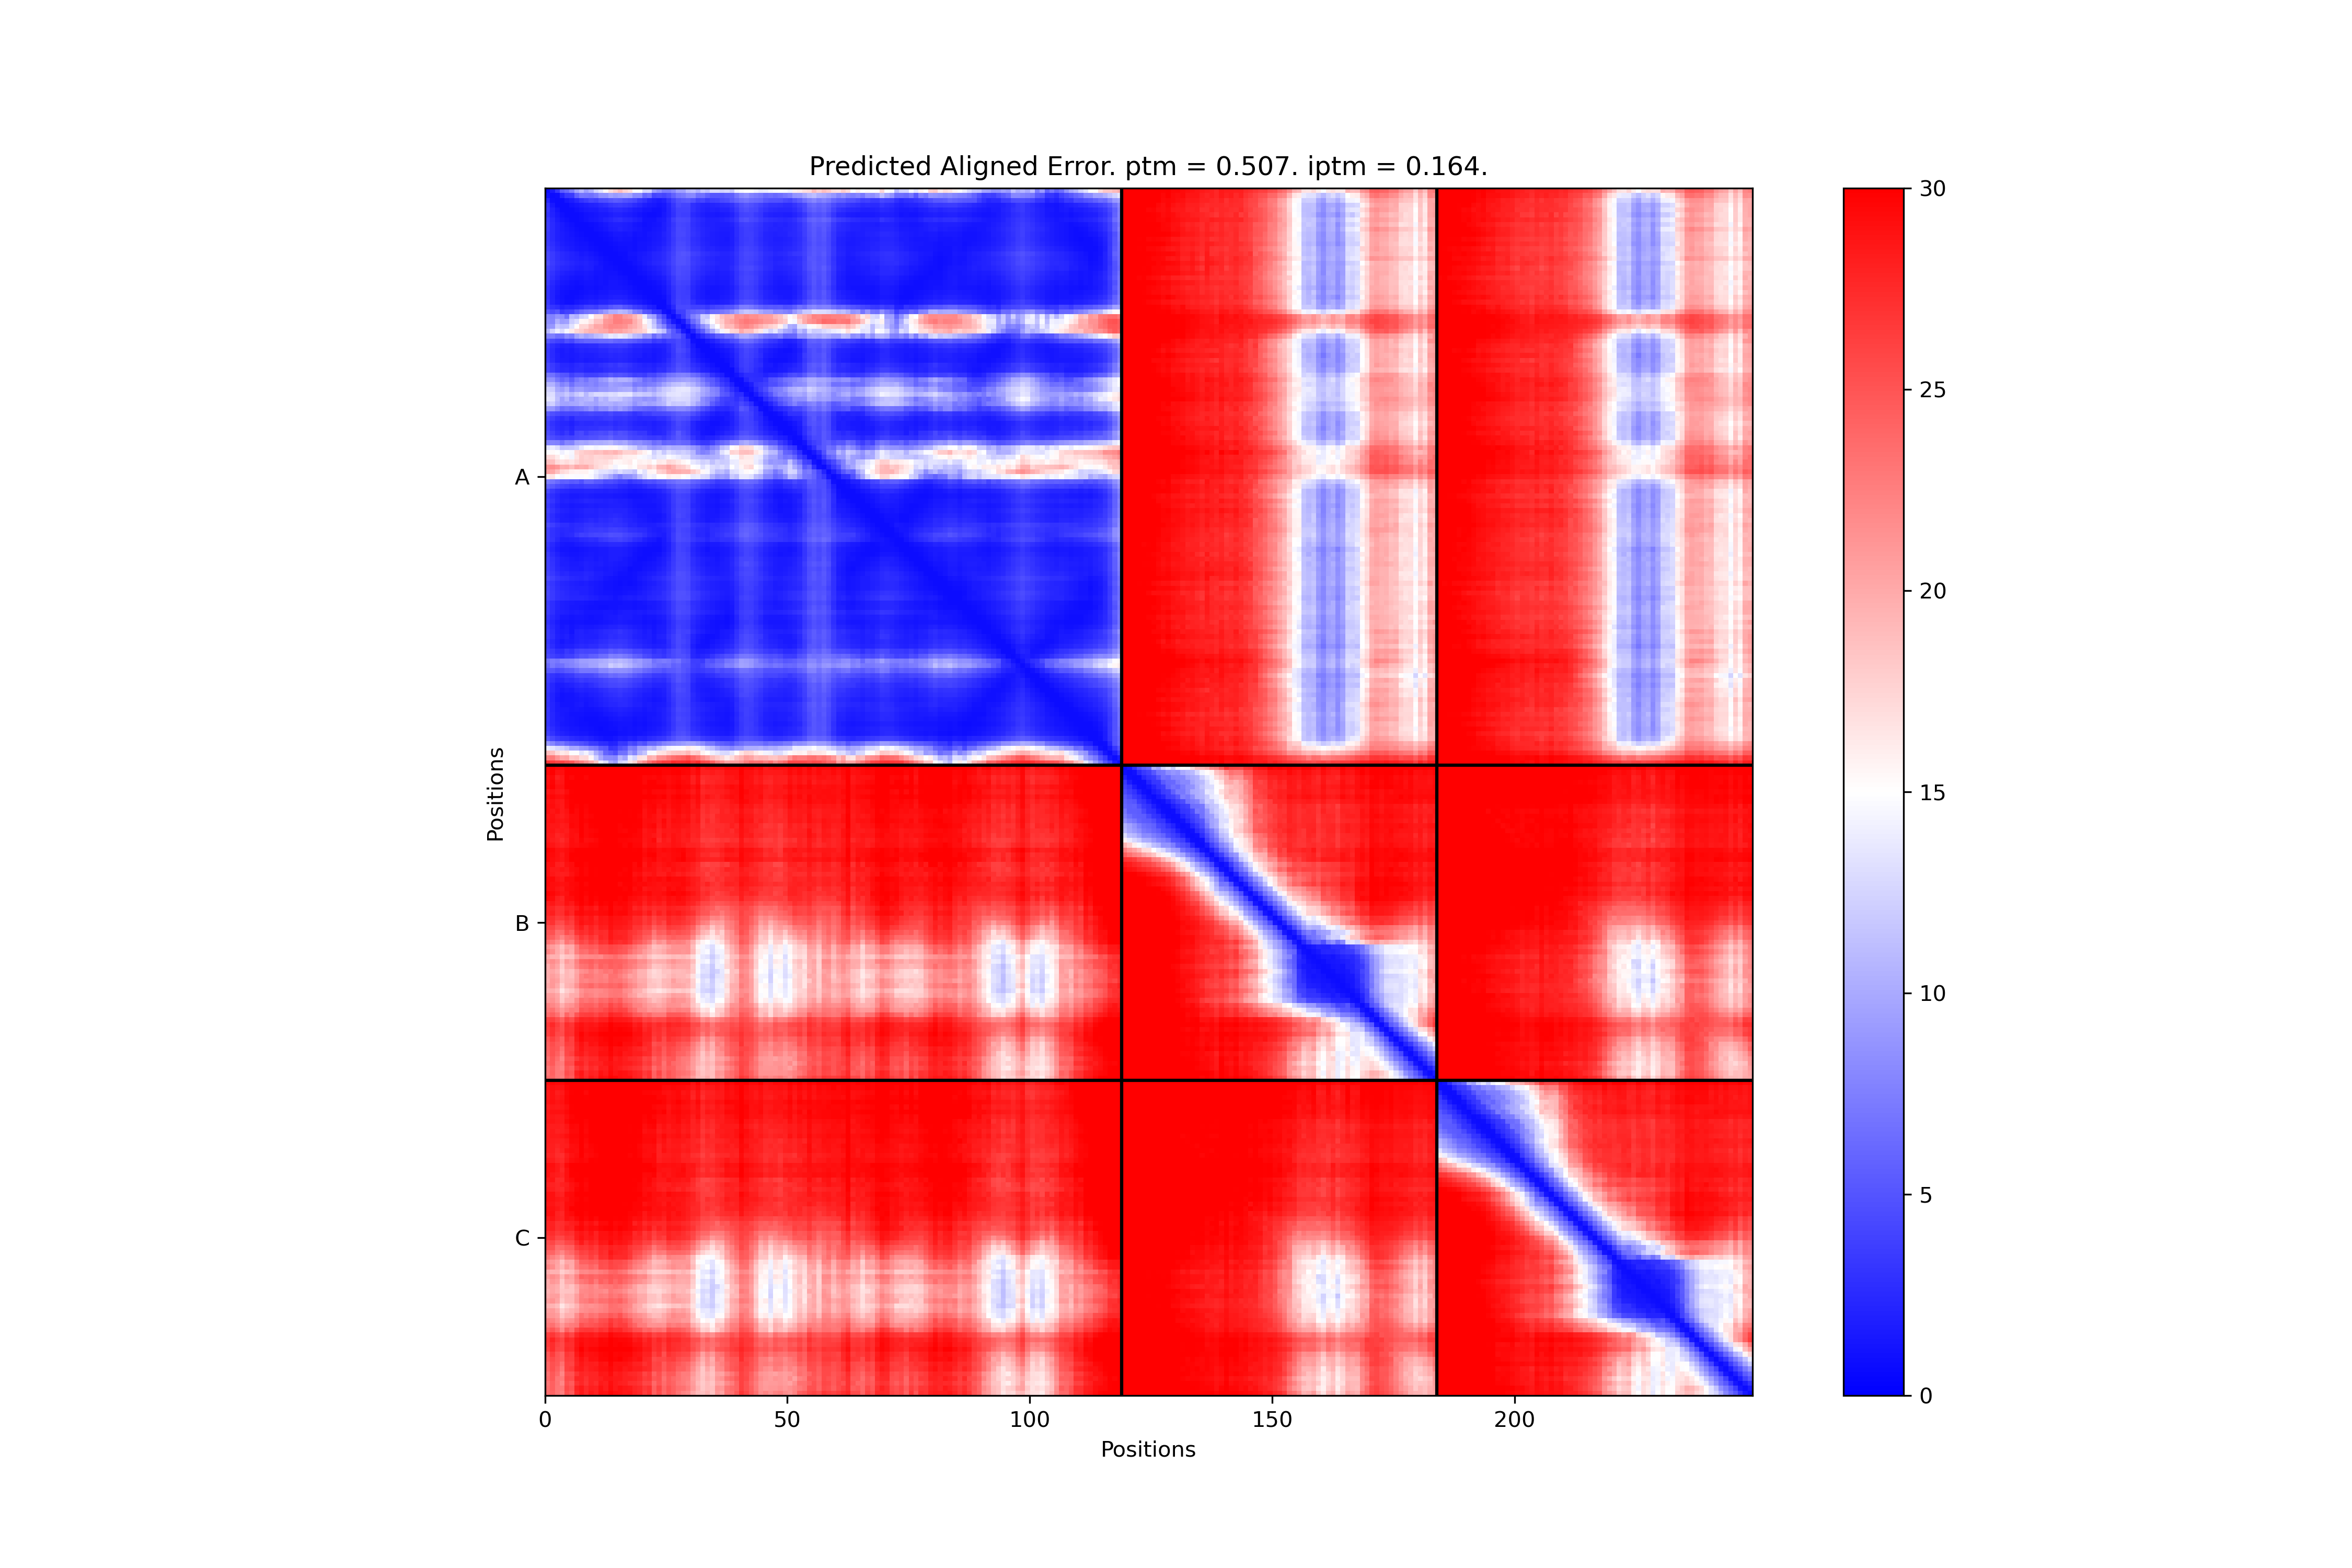 Predicted Aligned Error. ptm = 0.507. iptm = 0.164.
A
B
C
Positions
0
50
100
150
200
Positions
30
25
20
15
10
5
0